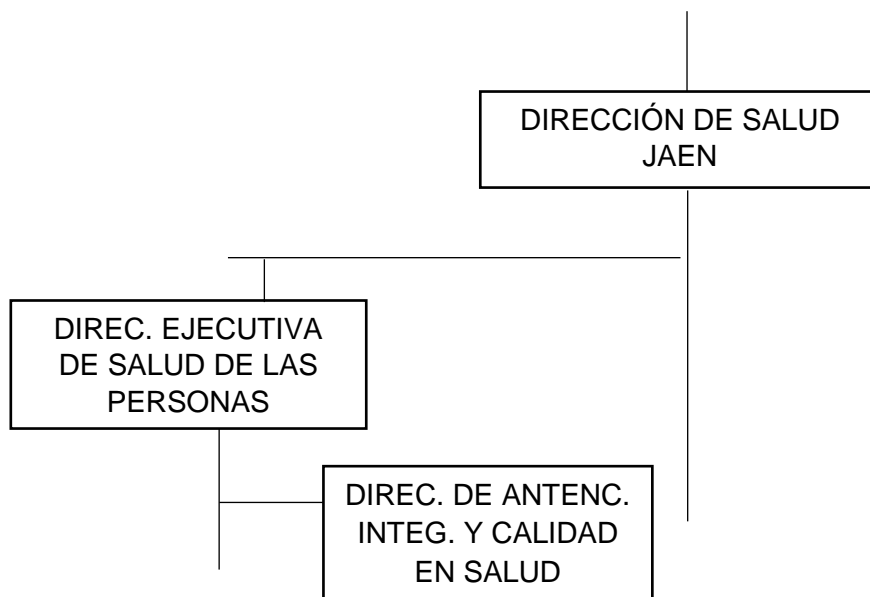 DIRECCIÓN DE SALUD
JAEN
DIREC. EJECUTIVA
DE SALUD DE LAS
PERSONAS
DIREC. DE ANTENC.
INTEG. Y CALIDAD
EN SALUD